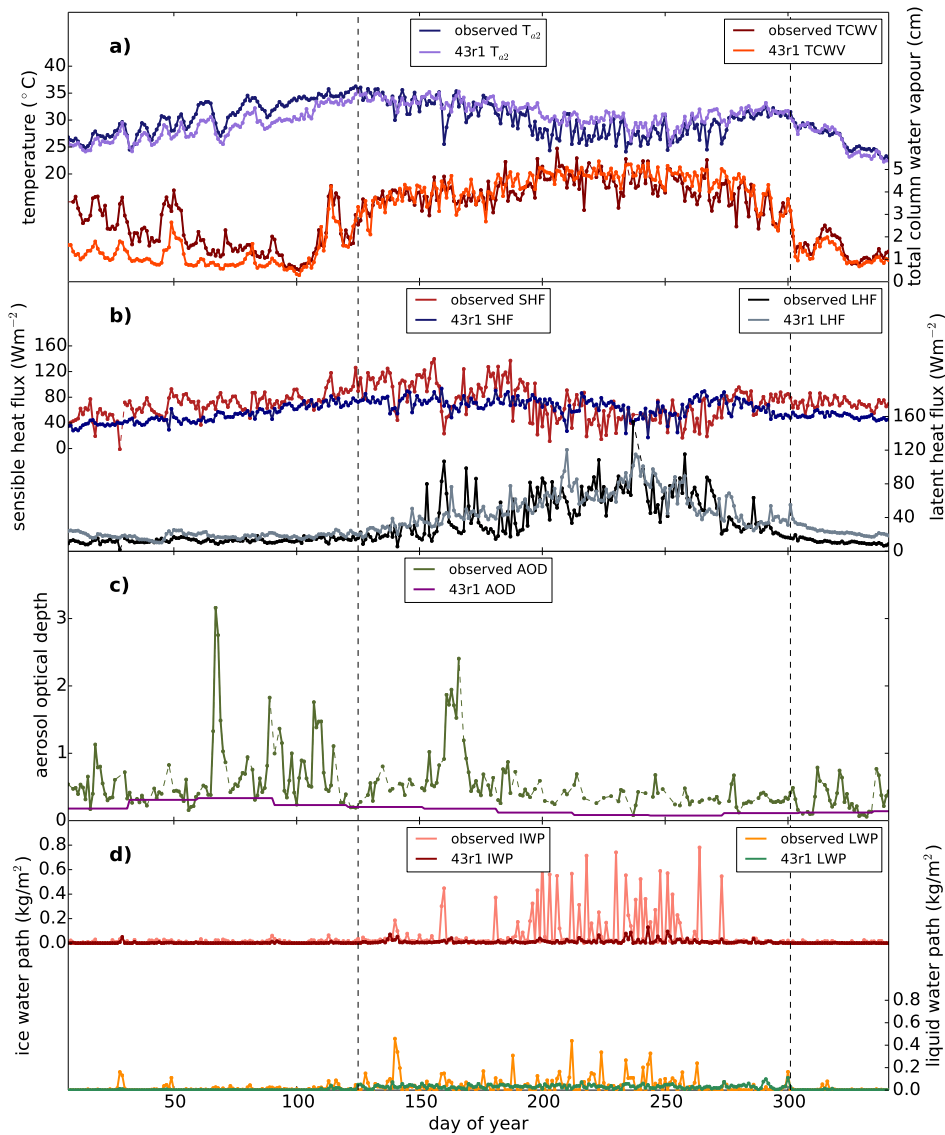 a)
observed T_a2
43r1 T_a2
observed TCWV
43r1 TCWV
temperature (°C)
40
35
30
25
20
total column water vapour (cm)
5
4
3
2
1
0
b)
observed SHF
43r1 SHF
observed LHF
43r1 LHF
sensible heat flux (Wm⁻²)
160
120
80
40
0
latent heat flux (Wm⁻²)
160
120
80
40
0
c)
observed AOD
43r1 AOD
aerosol optical depth
3
2
1
0
d)
observed IWP
43r1 IWP
observed LWP
43r1 LWP
ice water path (kg/m²)
0.8
0.6
0.4
0.2
0.0
liquid water path (kg/m²)
0.8
0.6
0.4
0.2
0.0
50
100
150
200
250
300
day of year